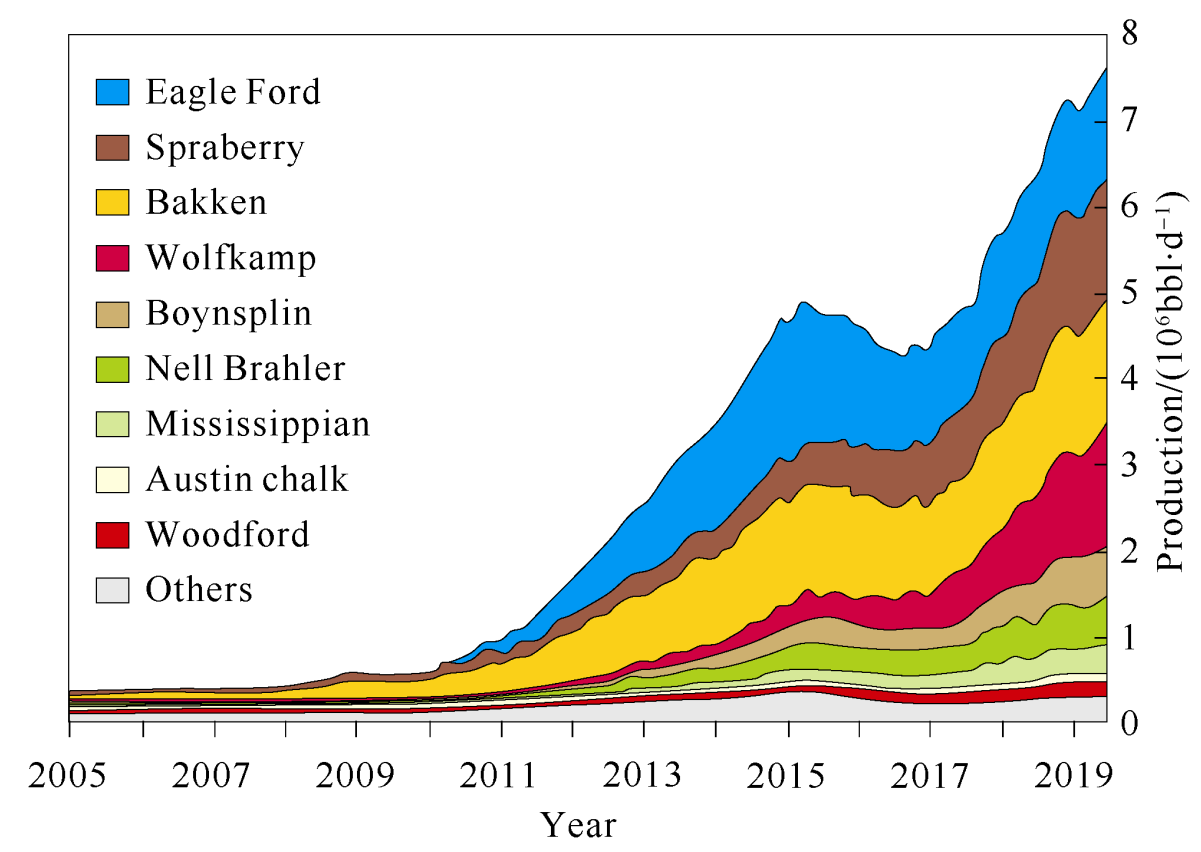 Eagle Ford
Spraberry
Bakken
Wolfkamp
Boynsplin
Nell Brahler
Mississippian
Austin chalk
Woodford
Others
8
7
6
5
4
3
2
1
0
Production/(10⁶bbl·d⁻¹)
2005 2007 2009 2011 2013 2015 2017 2019
Year